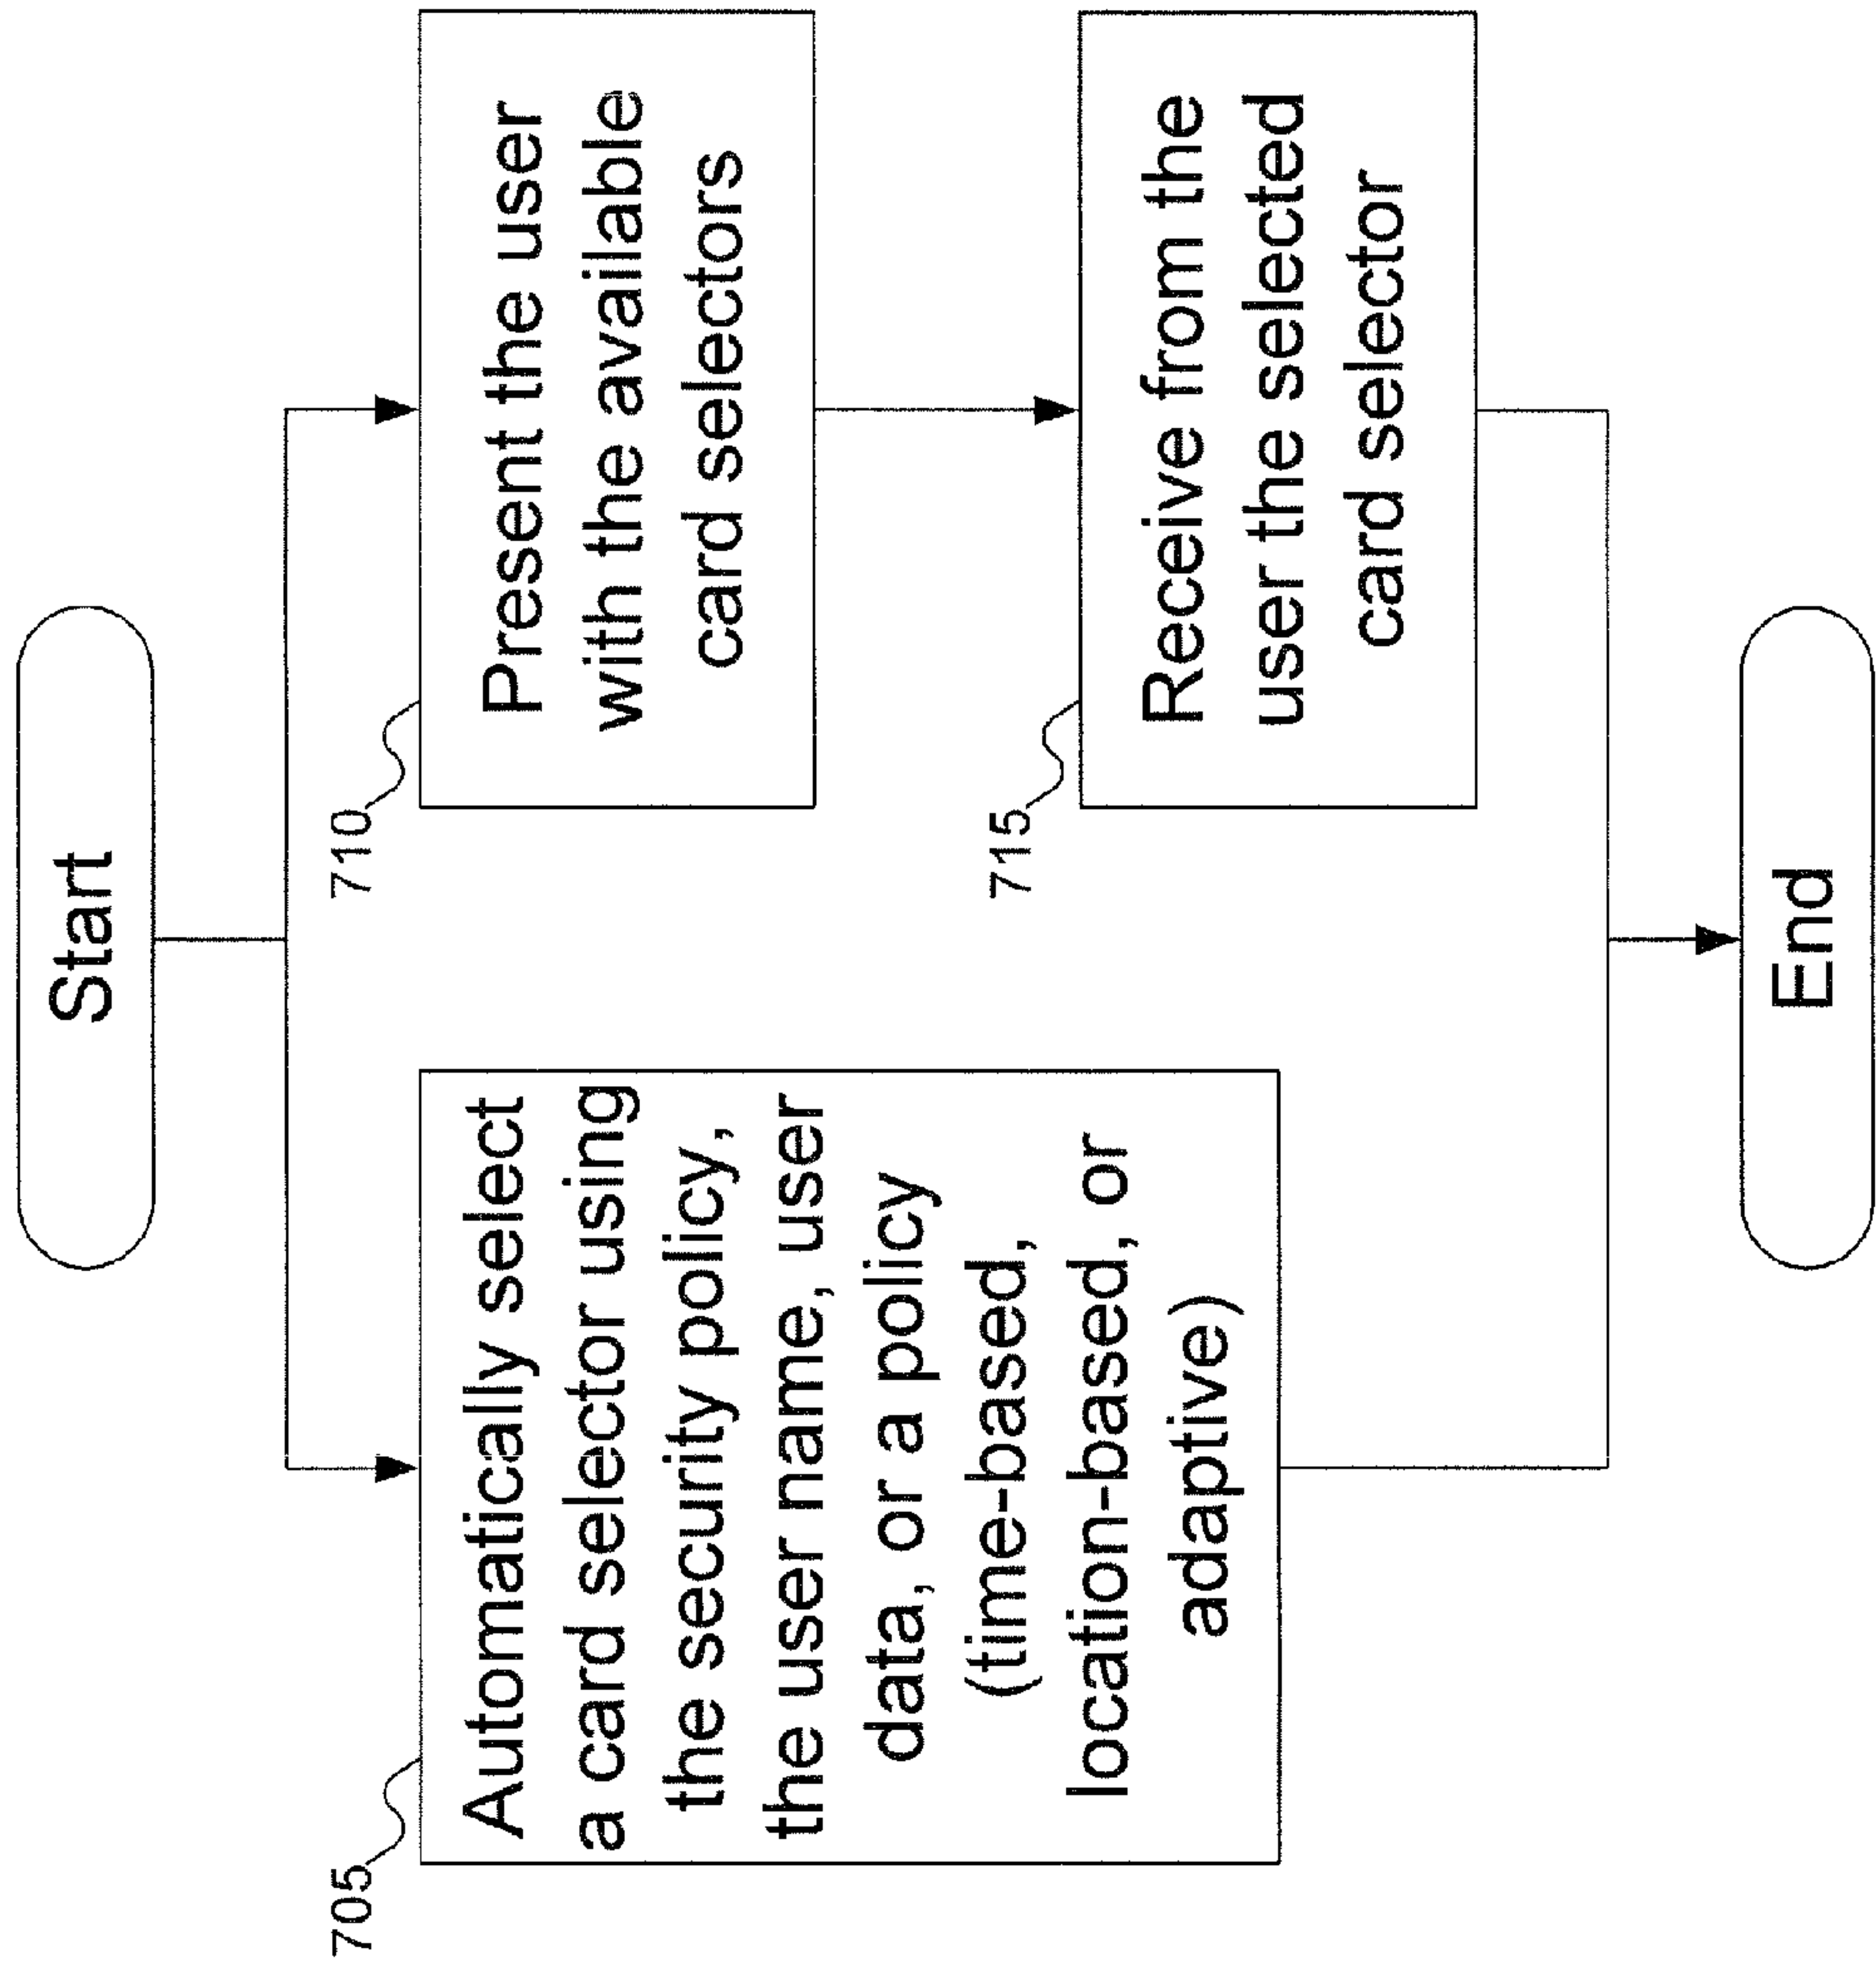 Start
705
Automatically select
a card selector using
the security policy,
the user name, user
data, or a policy
(time-based,
location-based, or
adaptive)
710
Present the user
with the available
card selectors
715
Receive from the
user the selected
card selector
End